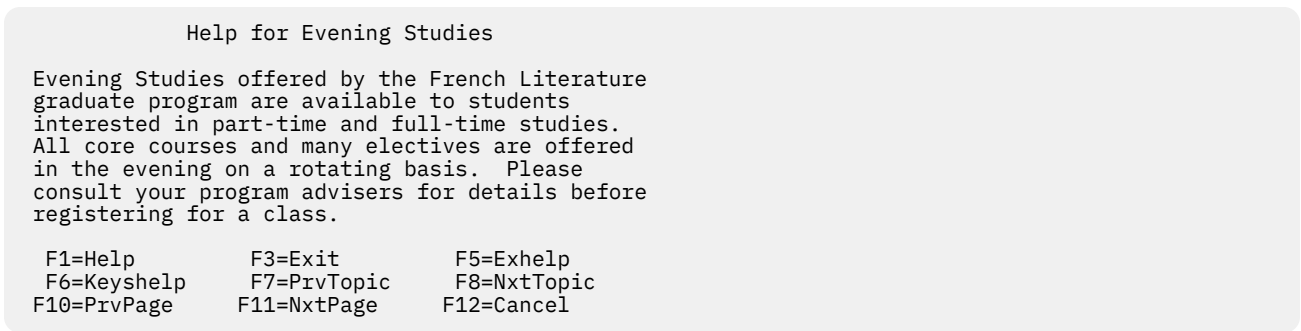 Help for Evening Studies
Evening Studies offered by the French Literature
graduate program are available to students
interested in part-time and full-time studies.
All core courses and many electives are offered
in the evening on a rotating basis.  Please
consult your program advisers for details before
registering for a class.
F1=Help         F3=Exit         F5=Exhelp
F6=Keyshelp     F7=PrvTopic     F8=NxtTopic
F10=PrvPage     F11=NxtPage     F12=Cancel